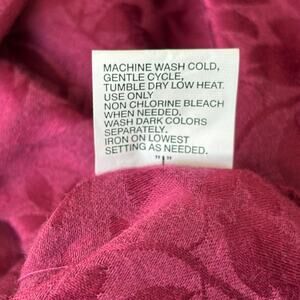 MACHINE WASH COLD,
GENTLE CYCLE,
TUMBLE DRY LOW HEAT.
USE ONLY
NON CHLORINE BLEACH
WHEN NEEDED.
WASH DARK COLORS
SEPARATELY.
IRON ON LOWEST
SETTING AS NEEDED.
"I"